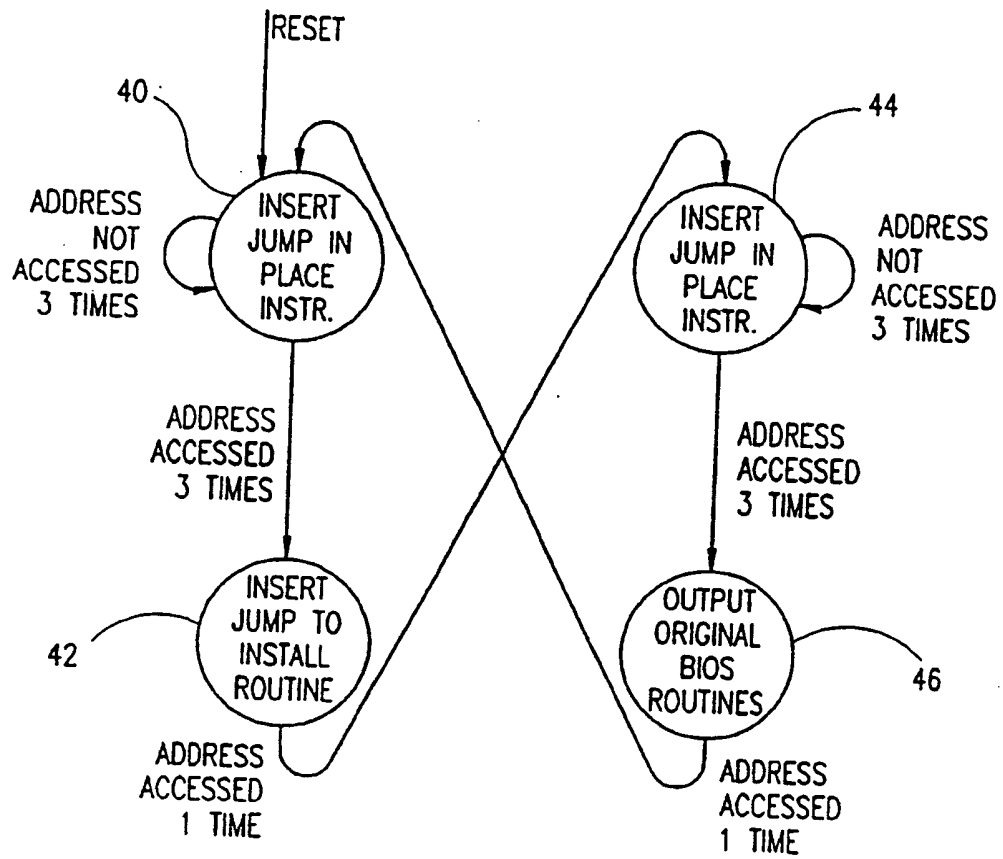 RESET
40
ADDRESS
NOT
ACCESSED
3 TIMES
INSERT
JUMP IN
PLACE
INSTR.
ADDRESS
ACCESSED
3 TIMES
INSERT
JUMP TO
INSTALL
ROUTINE
42
ADDRESS
ACCESSED
1 TIME
44
INSERT
JUMP IN
PLACE
INSTR.
ADDRESS
NOT
ACCESSED
3 TIMES
ADDRESS
ACCESSED
3 TIMES
OUTPUT
ORIGINAL
BIOS
ROUTINES
46
ADDRESS
ACCESSED
1 TIME